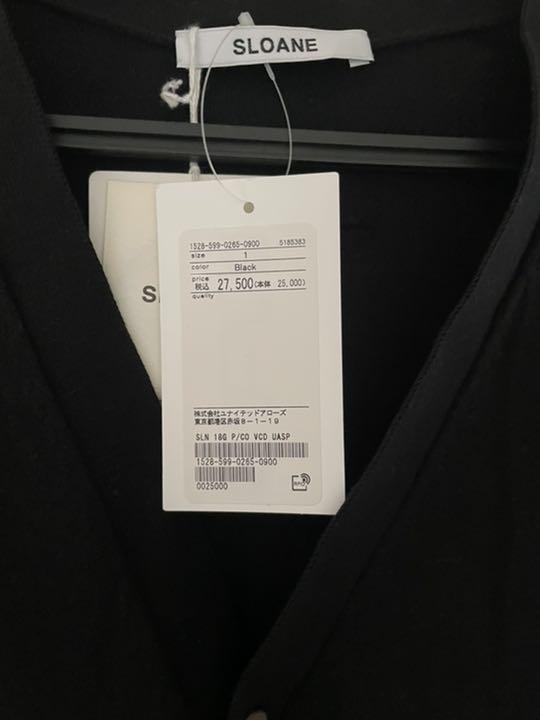 SLOANE
S
1528-599-0265-0900 5185383
size 1
color Black
price 税込 27,500(本体 25,000)
quality
株式会社ユナイテッドアローズ
東京都港区赤坂8-1-19
SLN 18G P/CO VCD UASP
1528-599-0265-0900
0025000
RFID